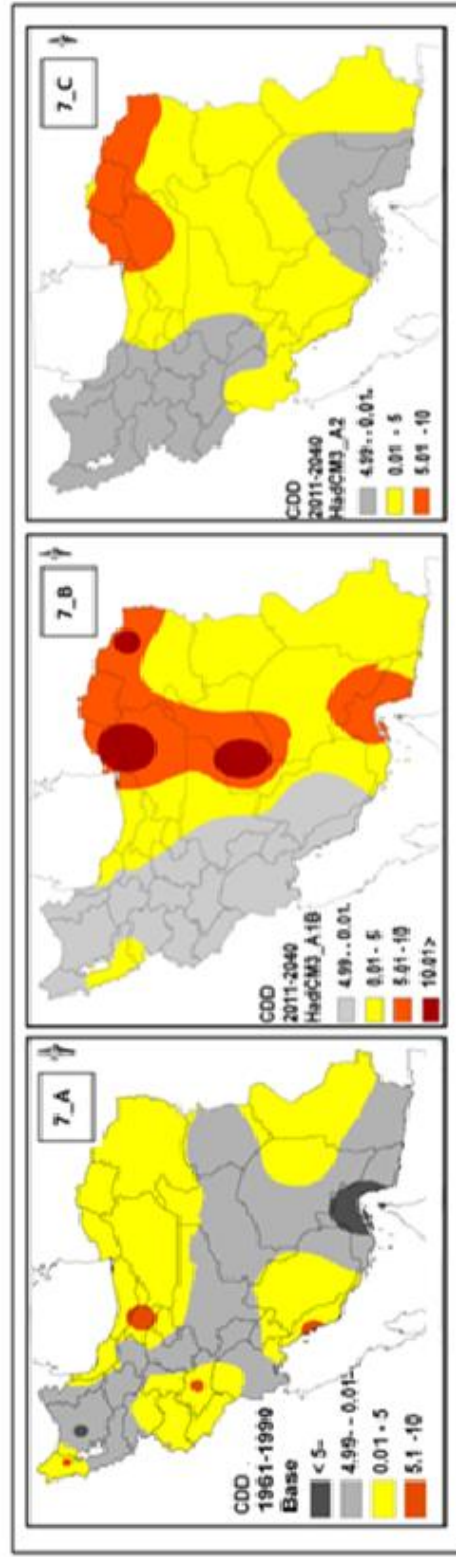 7_A
CDD
1961-1990
Base
< 5-
4.99- - 0.01-
0.01 - 5
5.1 -10
7_B
CDD
2011-2040
HadCM3_A1B
4.99 - - 0.01.
0.01 - 5
5.01 -10
10.01 >
7_C
CDD
2011-2040
HadCM3_A2
4.99 - - 0.01.
0.01 - 5
5.01 -10